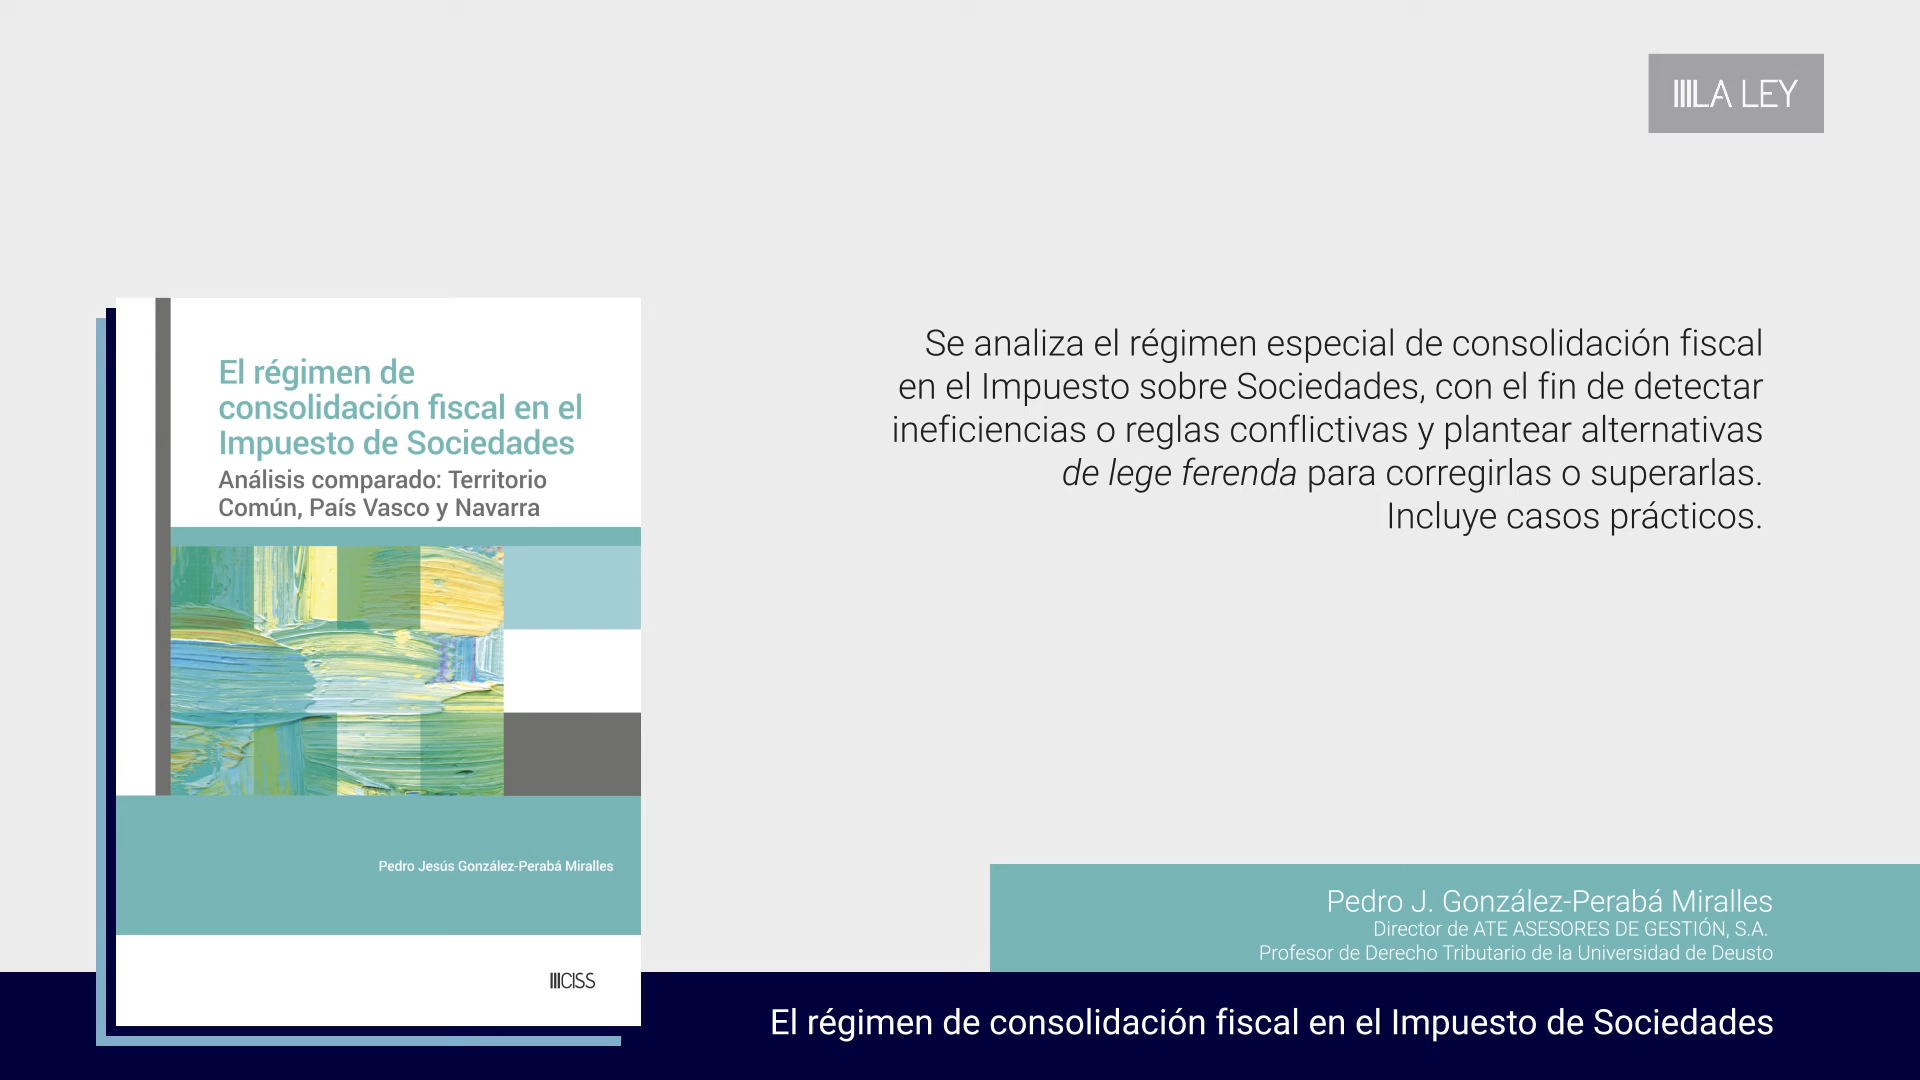 LA LEY
El régimen de
consolidación fiscal en el
Impuesto de Sociedades
Análisis comparado: Territorio
Común, País Vasco y Navarra
Pedro Jesús González-Perabá Miralles
CISS
Se analiza el régimen especial de consolidación fiscal
en el Impuesto sobre Sociedades, con el fin de detectar
ineficiencias o reglas conflictivas y plantear alternativas
de lege ferenda para corregirlas o superarlas.
Incluye casos prácticos.
Pedro J. González-Perabá Miralles
Director de ATE ASESORES DE GESTIÓN, S.A.
Profesor de Derecho Tributario de la Universidad de Deusto
El régimen de consolidación fiscal en el Impuesto de Sociedades